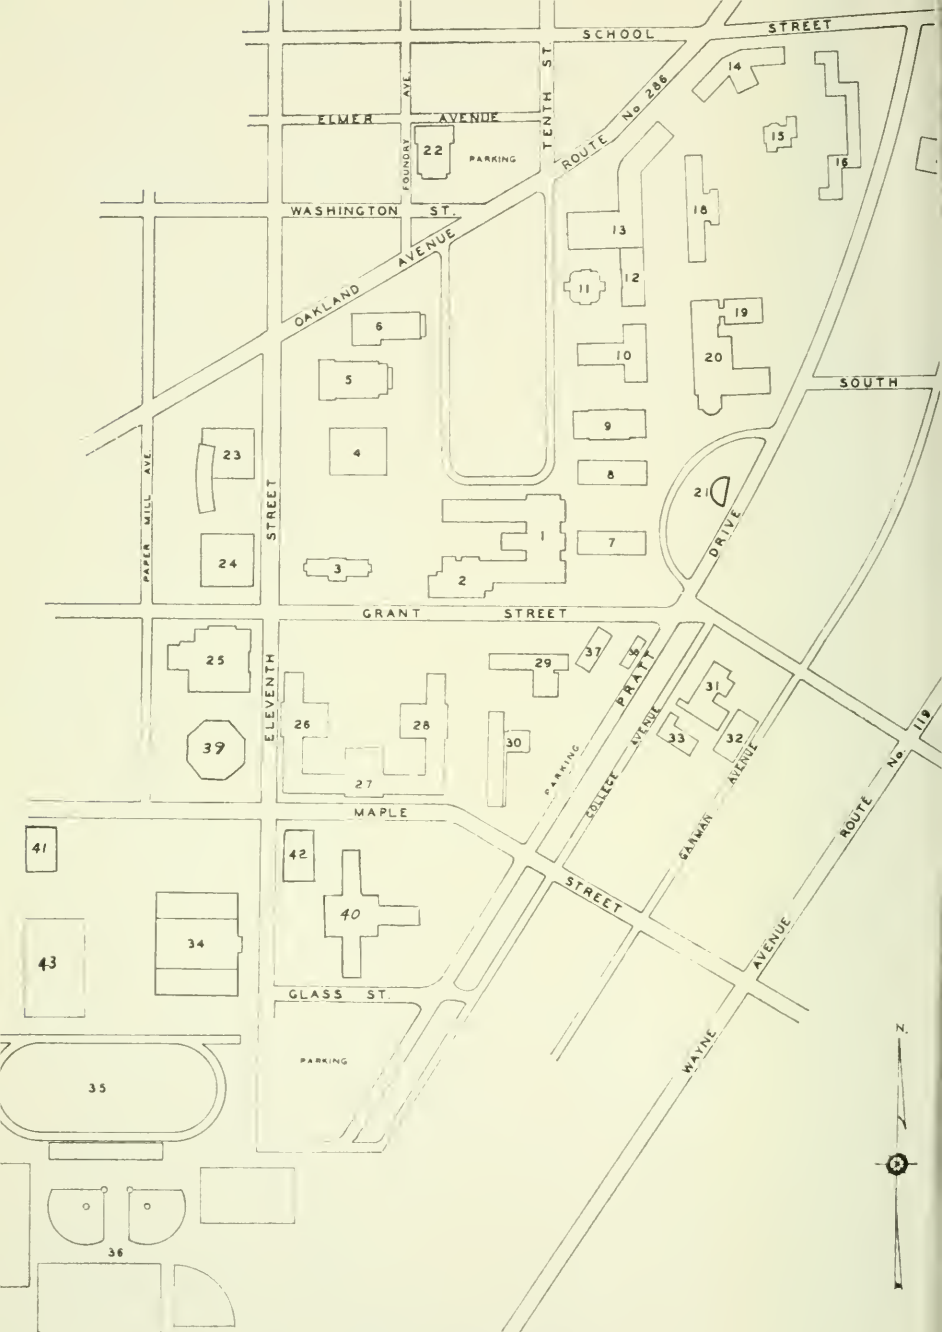 SCHOOL STREET
ELMER AVENUE
FOUNDRY AVE.
TENTH ST.
ROUTE No 286
14
15
16
22
PARKING
WASHINGTON ST.
OAKLAND AVENUE
18
13
12
11
19
20
10
SOUTH
6
5
9
4
8
21
23
PAPER MILL AVE.
ELEVENTH STREET
1
7
24
3
2
PRATT DRIVE
GRANT STREET
25
29
37
31
26
28
30
33
32
39
27
PARKING
COLLEGE AVENUE
GARMAN AVENUE
ROUTE No. 119
MAPLE STREET
41
42
40
34
43
WAYNE AVENUE
GLASS ST.
PARKING
N.
35
36